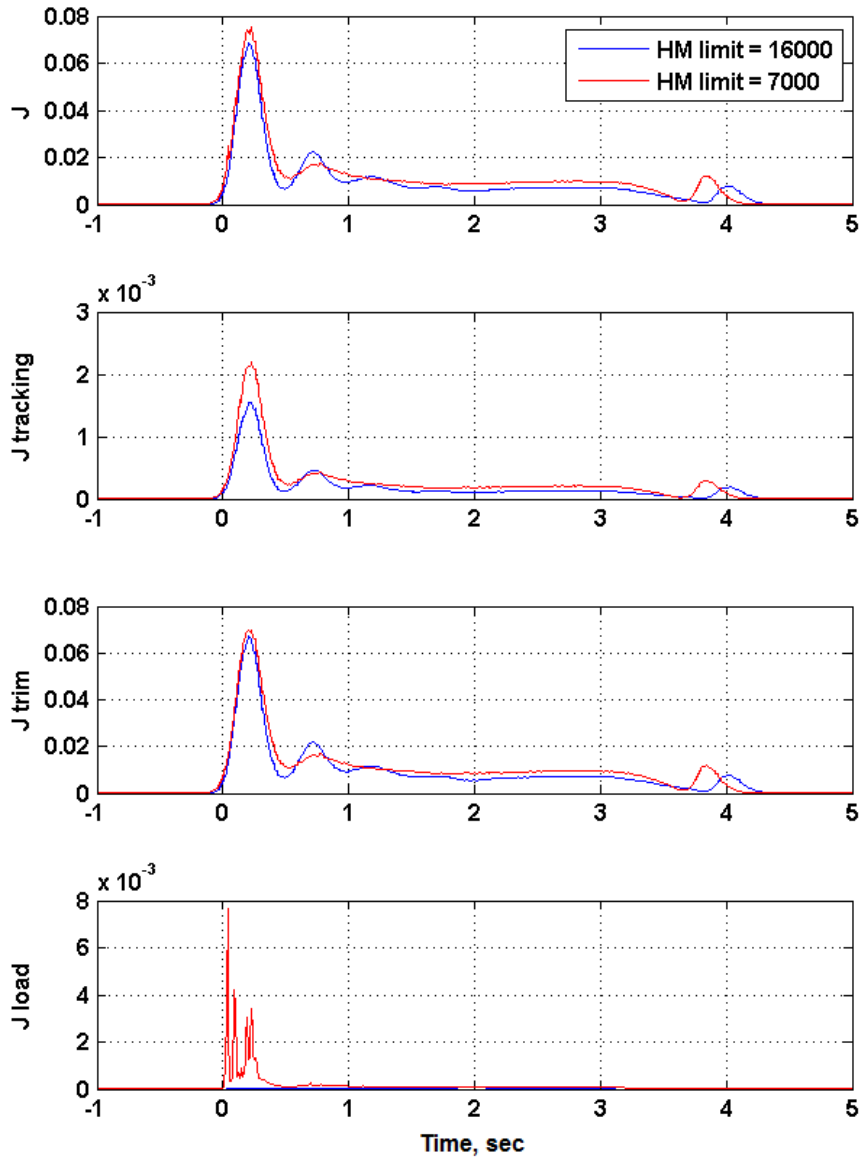 0.08
0.06
0.04
0.02
0
J
HM limit = 16000
HM limit = 7000
-1 0 1 2 3 4 5
x 10^-3
3
2
1
0
J tracking
-1 0 1 2 3 4 5
0.08
0.06
0.04
0.02
0
J trim
-1 0 1 2 3 4 5
x 10^-3
8
6
4
2
0
J load
-1 0 1 2 3 4 5
Time, sec